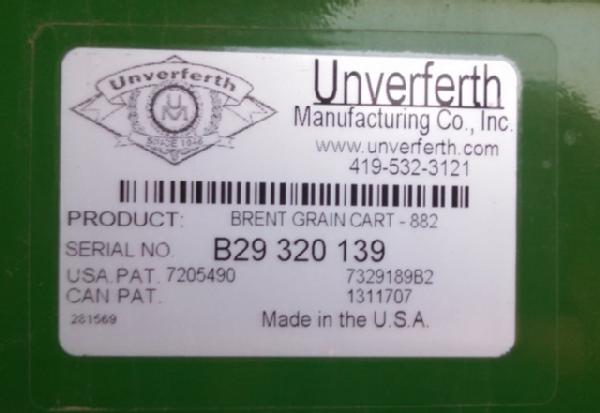 Unverferth
UM
SINCE 1948
Unverferth
Manufacturing Co., Inc.
www.unverferth.com
419-532-3121
PRODUCT: BRENT GRAIN CART - 882
SERIAL NO. B29 320 139
USA. PAT. 7205490 7329189B2
CAN PAT. 1311707
281569 Made in the U.S.A.